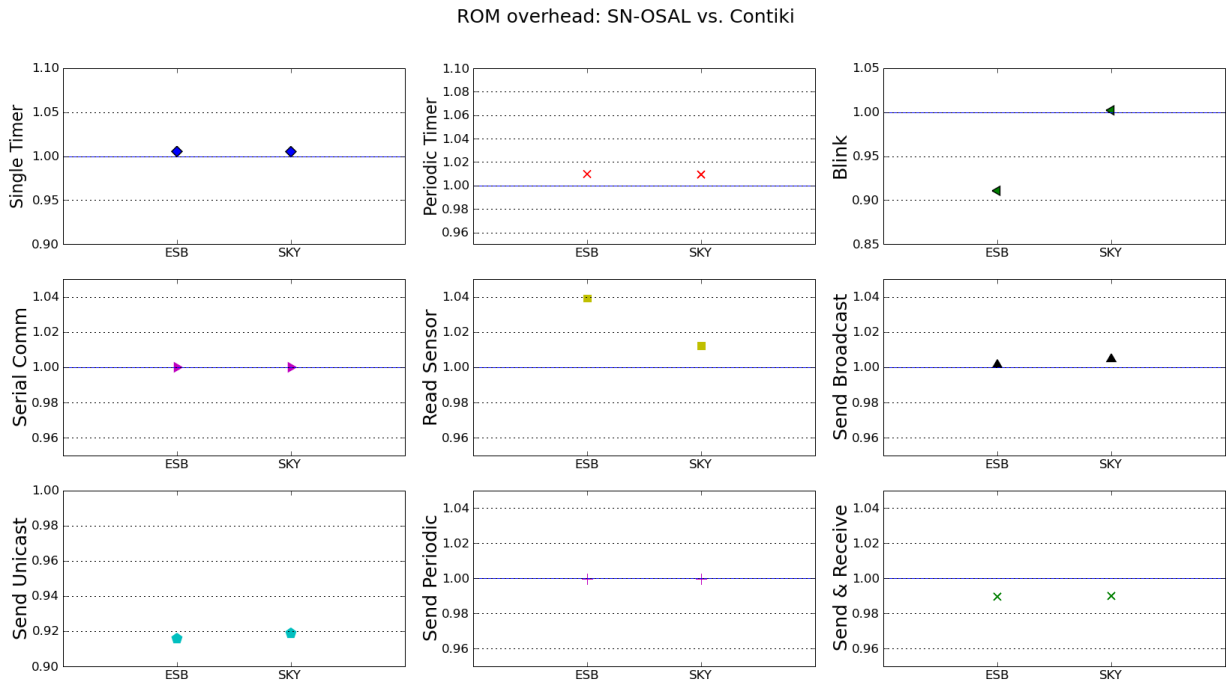 ROM overhead: SN-OSAL vs. Contiki
Single Timer
1.10
1.05
1.00
0.95
0.90
ESB SKY
Periodic Timer
1.10
1.08
1.06
1.04
1.02
1.00
0.98
0.96
ESB SKY
Blink
1.05
1.00
0.95
0.90
0.85
ESB SKY
Serial Comm
1.04
1.02
1.00
0.98
0.96
ESB SKY
Read Sensor
1.04
1.02
1.00
0.98
0.96
ESB SKY
Send Broadcast
1.04
1.02
1.00
0.98
0.96
ESB SKY
Send Unicast
1.00
0.98
0.96
0.94
0.92
0.90
ESB SKY
Send Periodic
1.04
1.02
1.00
0.98
0.96
ESB SKY
Send & Receive
1.04
1.02
1.00
0.98
0.96
ESB SKY